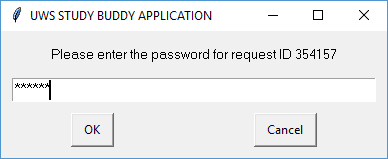 UWS STUDY BUDDY APPLICATION
Please enter the password for request ID 354157
******
OK Cancel